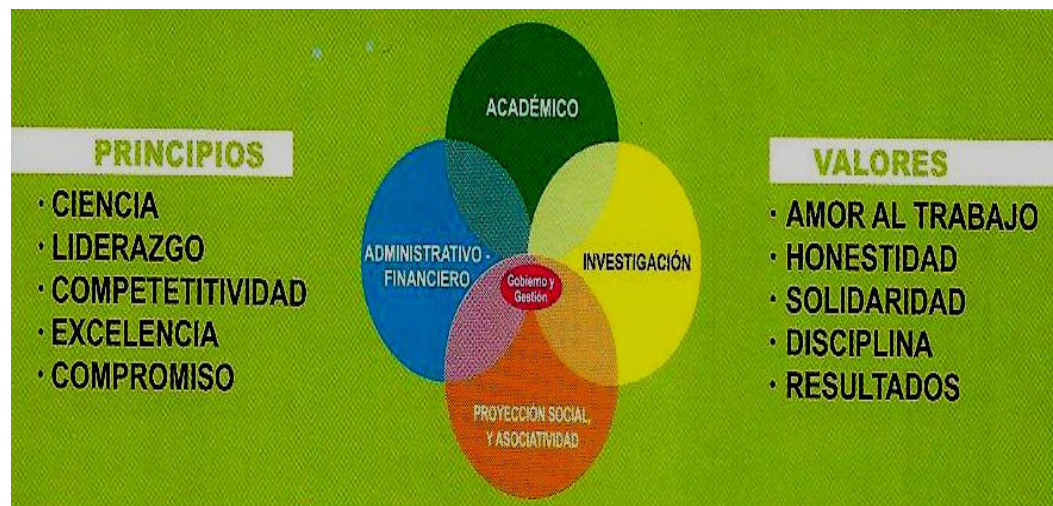 PRINCIPIOS
· CIENCIA
· LIDERAZGO
· COMPETETITIVIDAD
· EXCELENCIA
· COMPROMISO
ACADÉMICO
ADMINISTRATIVO -
FINANCIERO
INVESTIGACIÓN
Gobierno y
Gestión
PROYECCIÓN SOCIAL,
Y ASOCIATIVIDAD
VALORES
· AMOR AL TRABAJO
· HONESTIDAD
· SOLIDARIDAD
· DISCIPLINA
· RESULTADOS